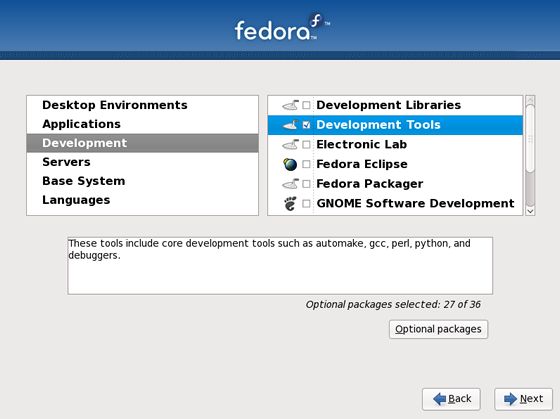 fedora
Desktop Environments
Applications
Development
Servers
Base System
Languages
Development Libraries
Development Tools
Electronic Lab
Fedora Eclipse
Fedora Packager
GNOME Software Development
These tools include core development tools such as automake, gcc, perl, python, and
debuggers.
Optional packages selected: 27 of 36
Optional packages
Back
Next